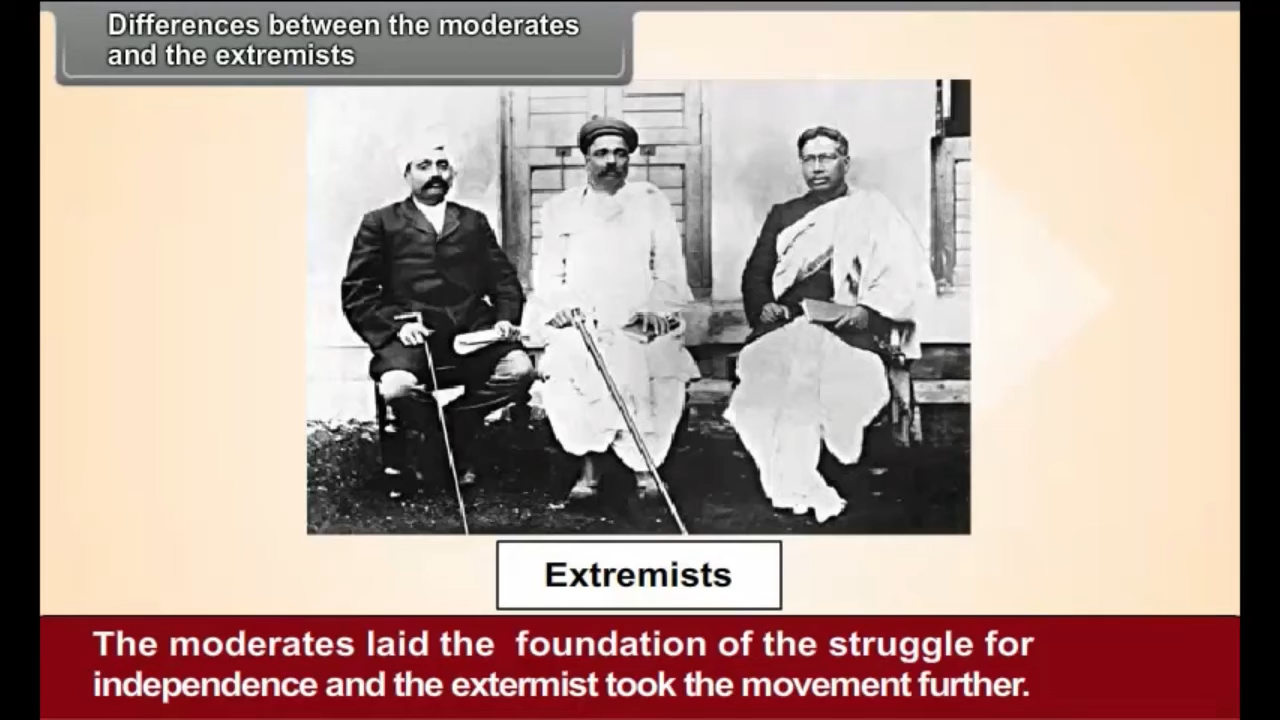 Differences between the moderates
and the extremists
Extremists
The moderates laid the foundation of the struggle for
independence and the extermist took the movement further.